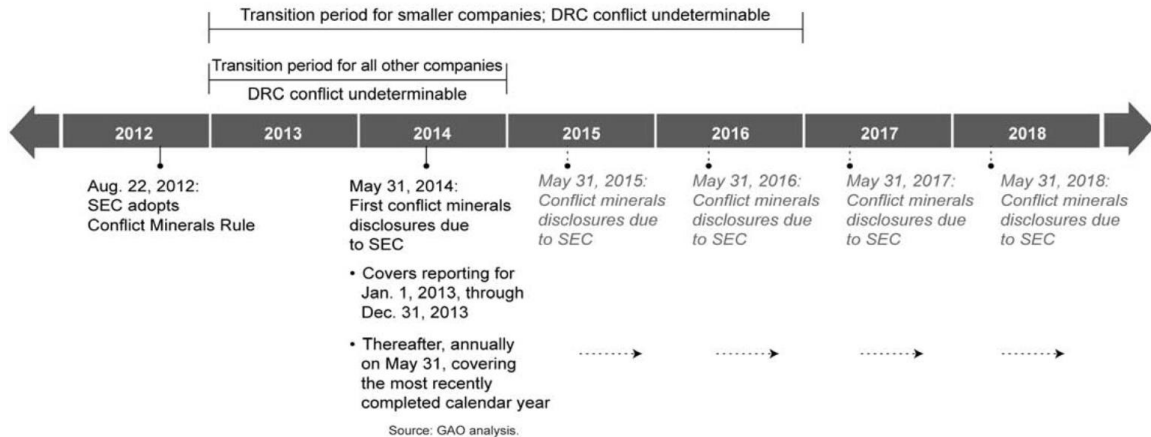 Transition period for smaller companies; DRC conflict undeterminable
Transition period for all other companies
DRC conflict undeterminable
2012
2013
2014
2015
2016
2017
2018
Aug. 22, 2012:
SEC adopts
Conflict Minerals Rule
May 31, 2014:
First conflict minerals
disclosures due
to SEC
• Covers reporting for
Jan. 1, 2013, through
Dec. 31, 2013
• Thereafter, annually
on May 31, covering
the most recently
completed calendar year
May 31, 2015:
Conflict minerals
disclosures due
to SEC
May 31, 2016:
Conflict minerals
disclosures due
to SEC
May 31, 2017:
Conflict minerals
disclosures due
to SEC
May 31, 2018:
Conflict minerals
disclosures due
to SEC
Source: GAO analysis.